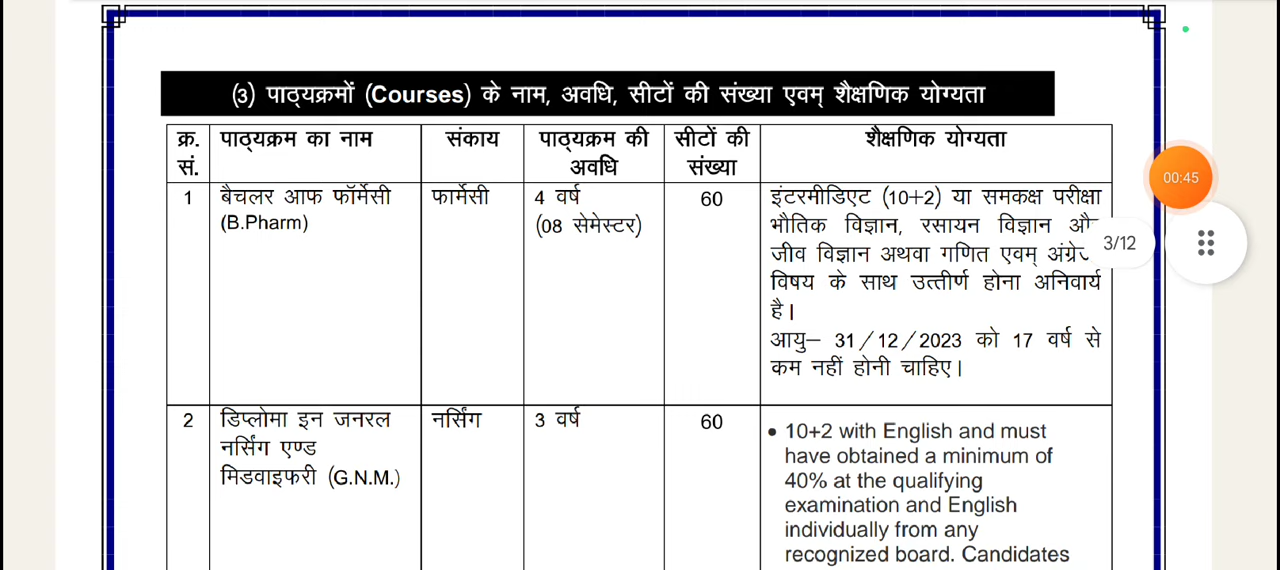 (3) पाठ्यक्रमों (Courses) के नाम, अवधि, सीटों की संख्या एवम् शैक्षणिक योग्यता
क्र. सं. पाठ्यक्रम का नाम संकाय पाठ्यक्रम की अवधि सीटों की संख्या शैक्षणिक योग्यता
1 बैचलर आफ फॉर्मेसी फार्मेसी 4 वर्ष 60 इंटरमीडिएट (10+2) या समकक्ष परीक्षा
(B.Pharm) (08 सेमेस्टर) भौतिक विज्ञान, रसायन विज्ञान
जीव विज्ञान अथवा गणित एवम्
विषय के साथ उत्तीर्ण होना अनिवार्य
है।
आयु– 31/12/2023 को 17 वर्ष से
कम नहीं होनी चाहिए।
00:45
3/12
2 डिप्लोमा इन जनरल नर्सिंग 3 वर्ष 60
नर्सिंग एण्ड
मिडवाइफरी (G.N.M.)
• 10+2 with English and must
have obtained a minimum of
40% at the qualifying
examination and English
individually from any
recognized board. Candidates